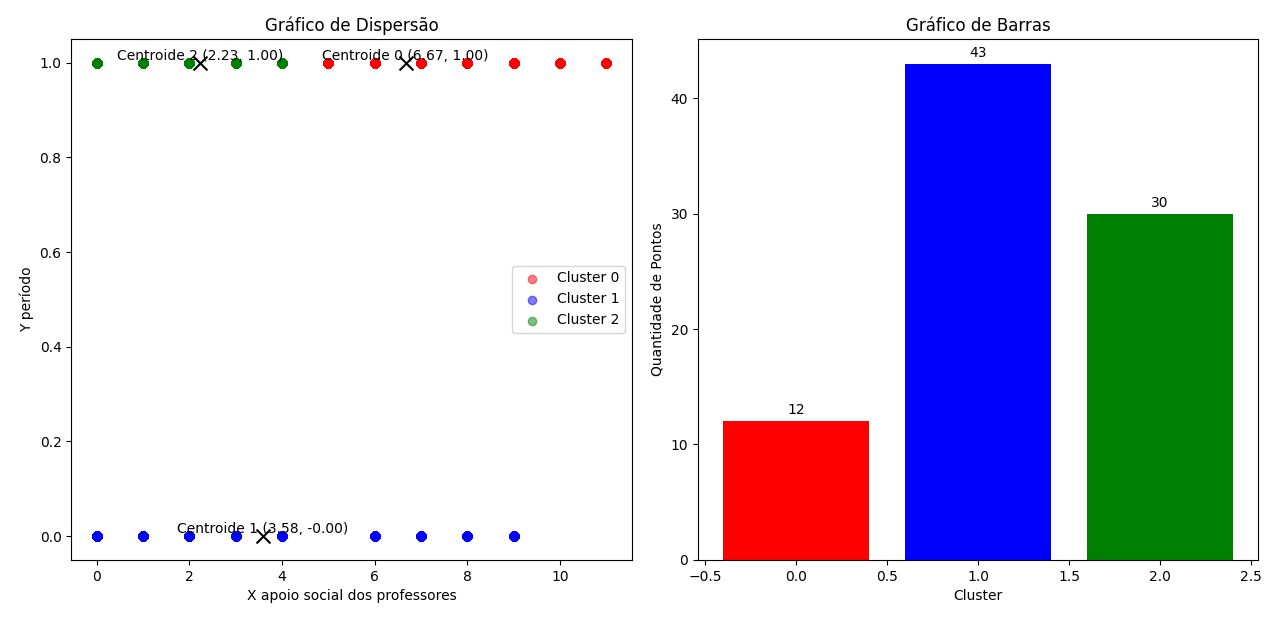 Gráfico de Dispersão
Centroide 2 (2.23, 1.00)
Centroide 0 (6.67, 1.00)
1.0
0.8
0.6
0.4
0.2
0.0
Y período
Cluster 0
Cluster 1
Cluster 2
Centroide 1 (3.58, -0.00)
0 2 4 6 8 10
X apoio social dos professores
Gráfico de Barras
43
30
12
40
30
20
10
0
Quantidade de Pontos
−0.5 0.0 0.5 1.0 1.5 2.0 2.5
Cluster